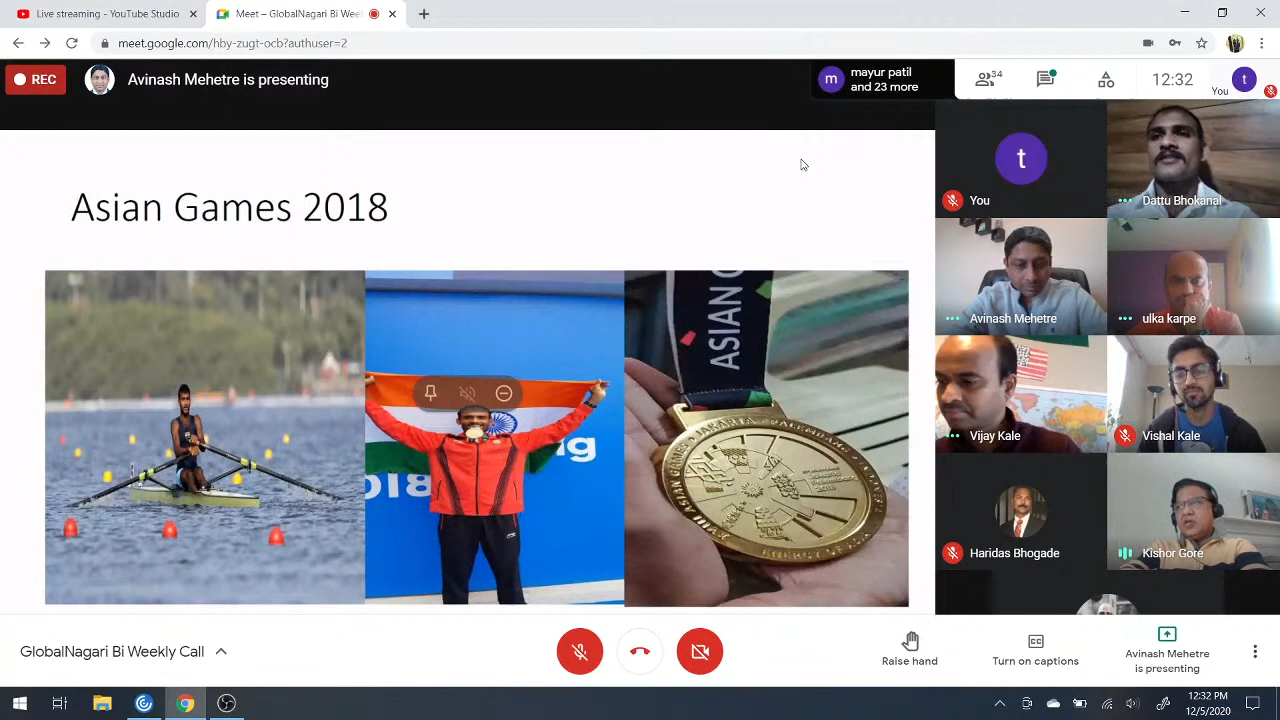 Live streaming - YouTube Studio
Meet – GlobalNagari Bi Wee
meet.google.com/hby-zugt-ocb?authuser=2
REC
Avinash Mehetre is presenting
m
mayur patil
and 23 more
34
12:32
You
t
Asian Games 2018
t
You
Dattu Bhokanal
Avinash Mehetre
ulka karpe
Vijay Kale
Vishal Kale
Haridas Bhogade
Kishor Gore
ASIAN
GlobalNagari Bi Weekly Call
Raise hand
Turn on captions
Avinash Mehetre
is presenting
12:32 PM
12/5/2020